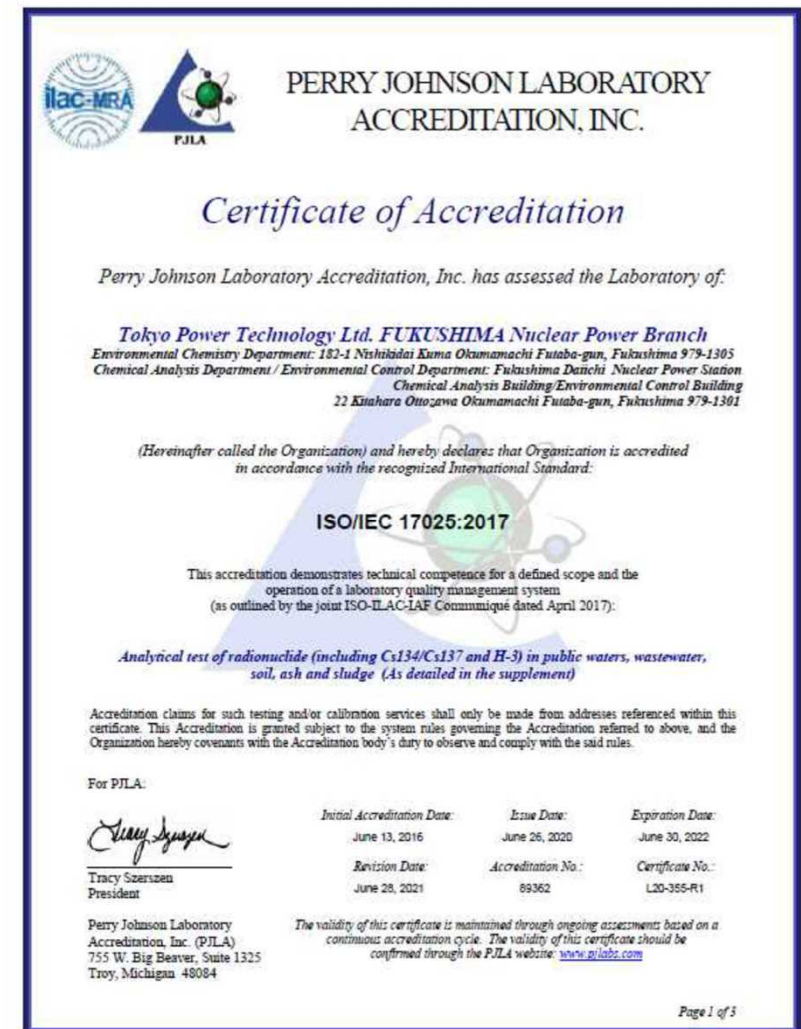 ilac-MRA
PJLA
PERRY JOHNSON LABORATORY
ACCREDITATION, INC.
Certificate of Accreditation
Perry Johnson Laboratory Accreditation, Inc. has assessed the Laboratory of:
Tokyo Power Technology Ltd. FUKUSHIMA Nuclear Power Branch
Environmental Chemistry Department: 182-1 Nishikidai Kuma Okumamachi Futaba-gun, Fukushima 979-1305
Chemical Analysis Department / Environmental Control Department: Fukushima Daiichi Nuclear Power Station
Chemical Analysis Building/Environmental Control Building
22 Kitahara Ottozawa Okumamachi Futaba-gun, Fukushima 979-1301
(Hereinafter called the Organization) and hereby declares that Organization is accredited
in accordance with the recognized International Standard:
ISO/IEC 17025:2017
This accreditation demonstrates technical competence for a defined scope and the
operation of a laboratory quality management system
(as outlined by the joint ISO-ILAC-IAF Communiqué dated April 2017):
Analytical test of radionuclide (including Cs134/Cs137 and H-3) in public waters, wastewater,
soil, ash and sludge (As detailed in the supplement)
Accreditation claims for such testing and/or calibration services shall only be made from addresses referenced within this
certificate. This Accreditation is granted subject to the system rules governing the Accreditation referred to above, and the
Organization hereby covenants with the Accreditation body's duty to observe and comply with the said rules.
For PJLA:
Tracy Szerszen
Tracy Szerszen
President
Perry Johnson Laboratory
Accreditation, Inc. (PJLA)
755 W. Big Beaver, Suite 1325
Troy, Michigan 48084
Initial Accreditation Date: Issue Date: Expiration Date:
June 13, 2016 June 26, 2020 June 30, 2022
Revision Date: Accreditation No.: Certificate No.:
June 28, 2021 89362 L20-355-R1
The validity of this certificate is maintained through ongoing assessments based on a
continuous accreditation cycle. The validity of this certificate should be
confirmed through the PJLA website: www.pjlabs.com
Page 1 of 3